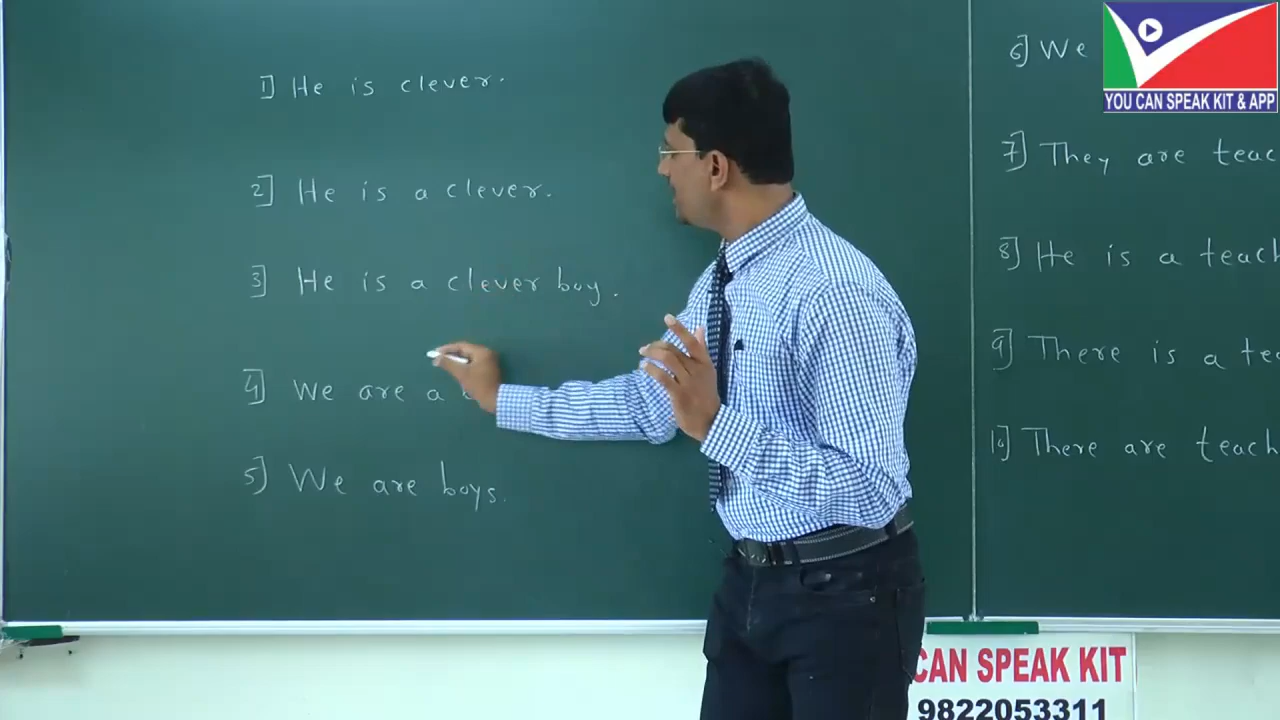 1] He is clever.
2] He is a clever.
3] He is a clever boy.
4] We are a
5] We are boys.
6] We
7] They are teac
8] He is a teach
9] There is a tea
10] There are teach
YOU CAN SPEAK KIT & APP
CAN SPEAK KIT
9822053311